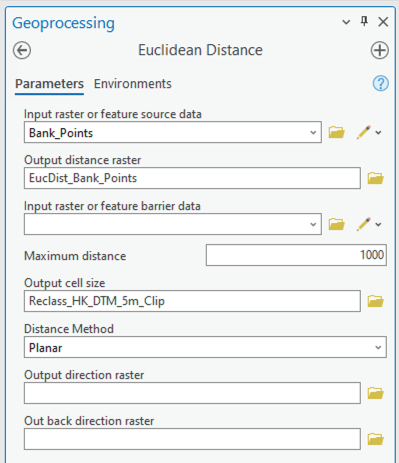 Geoprocessing
Euclidean Distance
Parameters Environments
Input raster or feature source data
Bank_Points
Output distance raster
EucDist_Bank_Points
Input raster or feature barrier data
Maximum distance 1000
Output cell size
Reclass_HK_DTM_5m_Clip
Distance Method
Planar
Output direction raster
Out back direction raster